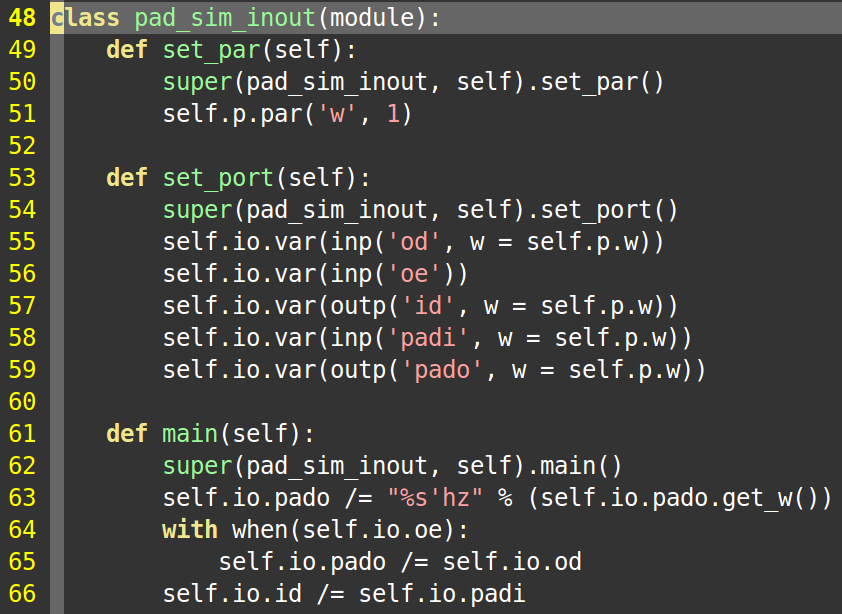 48 class pad_sim_inout(module):
49     def set_par(self):
50         super(pad_sim_inout, self).set_par()
51         self.p.par('w', 1)
52
53     def set_port(self):
54         super(pad_sim_inout, self).set_port()
55         self.io.var(inp('od', w = self.p.w))
56         self.io.var(inp('oe'))
57         self.io.var(outp('id', w = self.p.w))
58         self.io.var(inp('padi', w = self.p.w))
59         self.io.var(outp('pado', w = self.p.w))
60
61     def main(self):
62         super(pad_sim_inout, self).main()
63         self.io.pado /= "%s'hz" % (self.io.pado.get_w())
64         with when(self.io.oe):
65             self.io.pado /= self.io.od
66         self.io.id /= self.io.padi